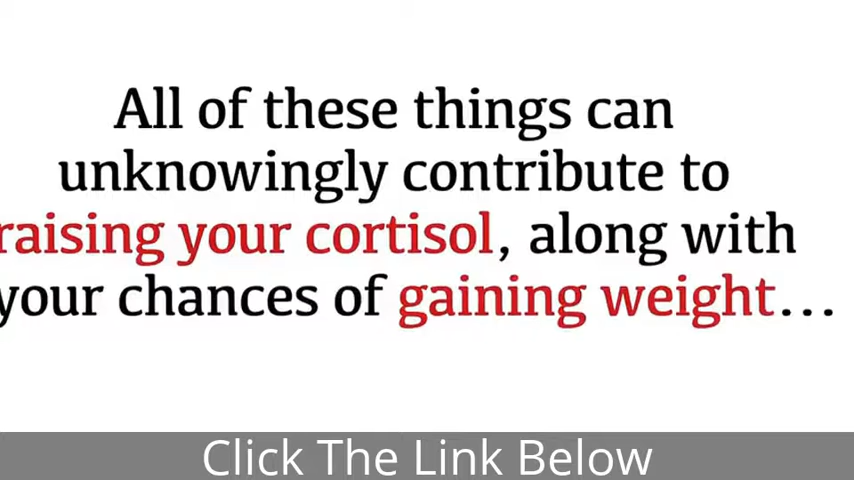 All of these things can
unknowingly contribute to
raising your cortisol, along with
your chances of gaining weight...
Click The Link Below